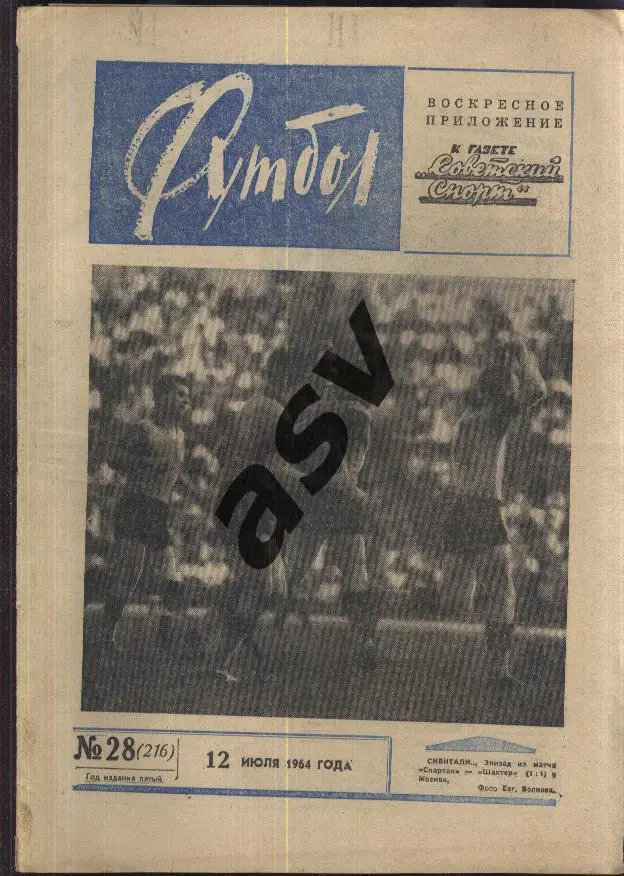 Футбол
ВОСКРЕСНОЕ
ПРИЛОЖЕНИЕ
К ГАЗЕТЕ
„Советский
Спорт“
asv
№28(216)
Год издания пятый.
12 ИЮЛЯ 1964 ГОДА
СКВИТАЛИ... Эпизод из матча
«Спартак» — «Шахтер» (1:1) в
Москве.
Фото Евг. Волкова.